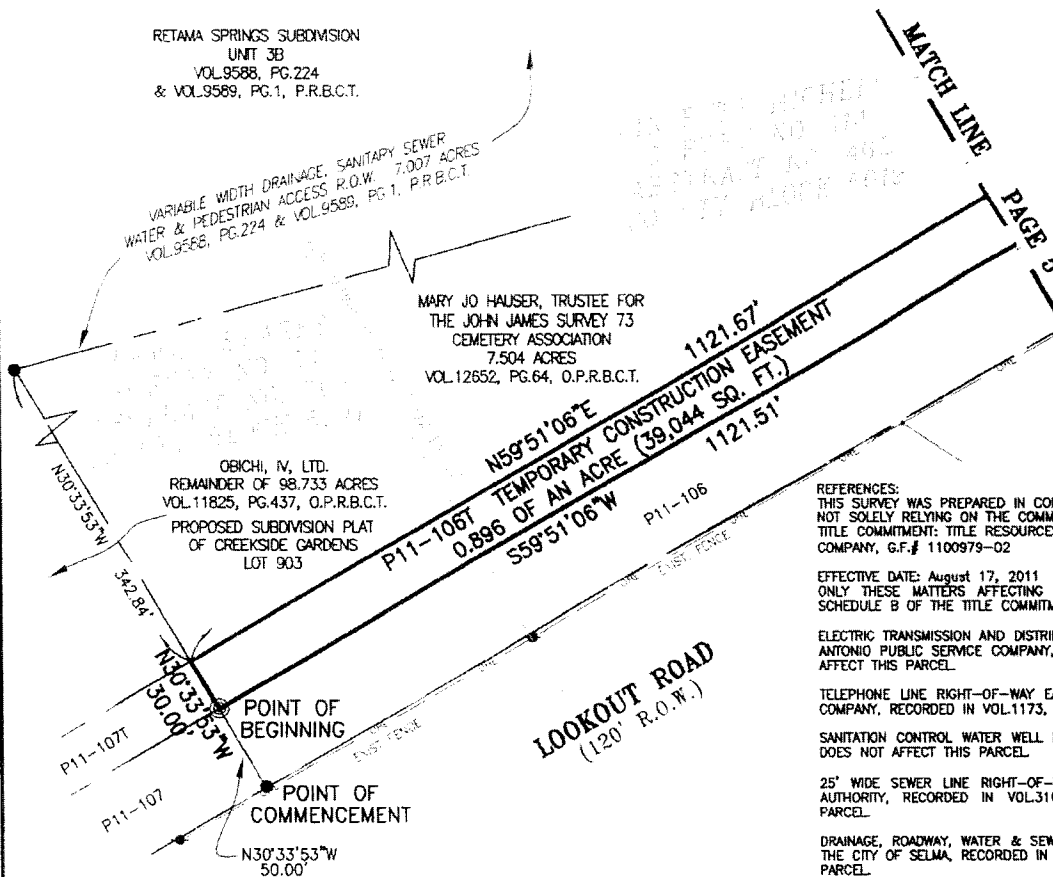 RETAMA SPRINGS SUBDIVISION
UNIT 3B
VOL.9588, PG.224
& VOL.9589, PG.1, P.R.B.C.T.
VARIABLE WIDTH DRAINAGE, SANITARY SEWER
WATER & PEDESTRIAN ACCESS R.O.W. 7.007 ACRES
VOL.9588, PG.224 & VOL.9589, PG.1, P.R.B.C.T.
MATCH LINE
PAGE
MARY JO HAUSER, TRUSTEE FOR
THE JOHN JAMES SURVEY 73
CEMETERY ASSOCIATION
7.504 ACRES
VOL.12652, PG.64, O.P.R.B.C.T.
N59°51'06"E
1121.67'
P11-106T TEMPORARY CONSTRUCTION EASEMENT
0.896 OF AN ACRE (39,044 SQ. FT.)
S59°51'06"W
1121.51'
P11-106
OBICHI, IV, LTD.
REMAINDER OF 98.733 ACRES
VOL.11825, PG.437, O.P.R.B.C.T.
PROPOSED SUBDIVISION PLAT
OF CREEKSIDE GARDENS
LOT 903
N30°33'53"W
342.84'
N30°33'53"W
30.00'
POINT OF
BEGINNING
P11-107T
P11-107
POINT OF
COMMENCEMENT
N30°33'53"W
50.00'
OHE
EXIST. FENCE
OHE
OHE
EXIST. FENCE
OHE
OHE
LOOKOUT ROAD
(120' R.O.W.)
REFERENCES:
THIS SURVEY WAS PREPARED IN
NOT SOLELY RELYING ON THE
TITLE COMMITMENT: TITLE RESOURCES
COMPANY, G.F.# 1100979-02
EFFECTIVE DATE: August 17, 2011
ONLY THESE MATTERS AFFECTING
SCHEDULE B OF THE TITLE
ELECTRIC TRANSMISSION AND
ANTONIO PUBLIC SERVICE COMPANY,
AFFECT THIS PARCEL
TELEPHONE LINE RIGHT-OF-WAY
COMPANY, RECORDED IN VOL.1173,
SANITATION CONTROL WATER WELL
DOES NOT AFFECT THIS PARCEL
25' WIDE SEWER LINE RIGHT-OF-
AUTHORITY, RECORDED IN
PARCEL
DRAINAGE, ROADWAY, WATER &
THE CITY OF SELMA, RECORDED IN
PARCEL